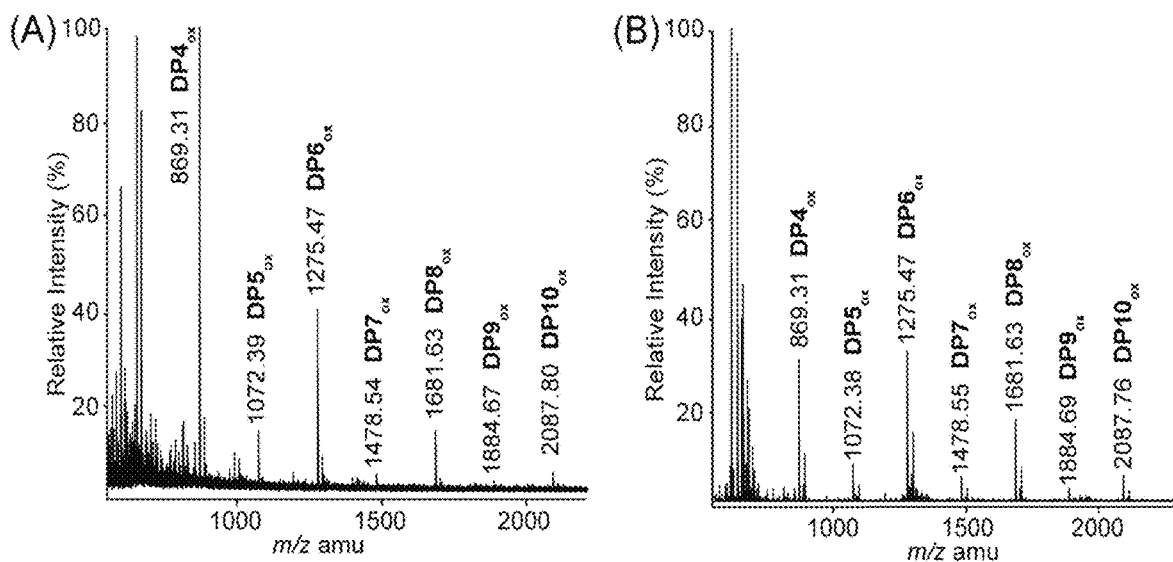 (A)
Relative Intensity (%)
100
80
60
40
20
869.31 DP4ox
1072.39 DP5ox
1275.47 DP6ox
1478.54 DP7ox
1681.63 DP8ox
1884.67 DP9ox
2087.80 DP10ox
1000 1500 2000
m/z amu
(B)
Relative Intensity (%)
100
80
60
40
20
869.31 DP4ox
1072.38 DP5ox
1275.47 DP6ox
1478.55 DP7ox
1681.63 DP8ox
1884.69 DP9ox
2087.76 DP10ox
1000 1500 2000
m/z amu